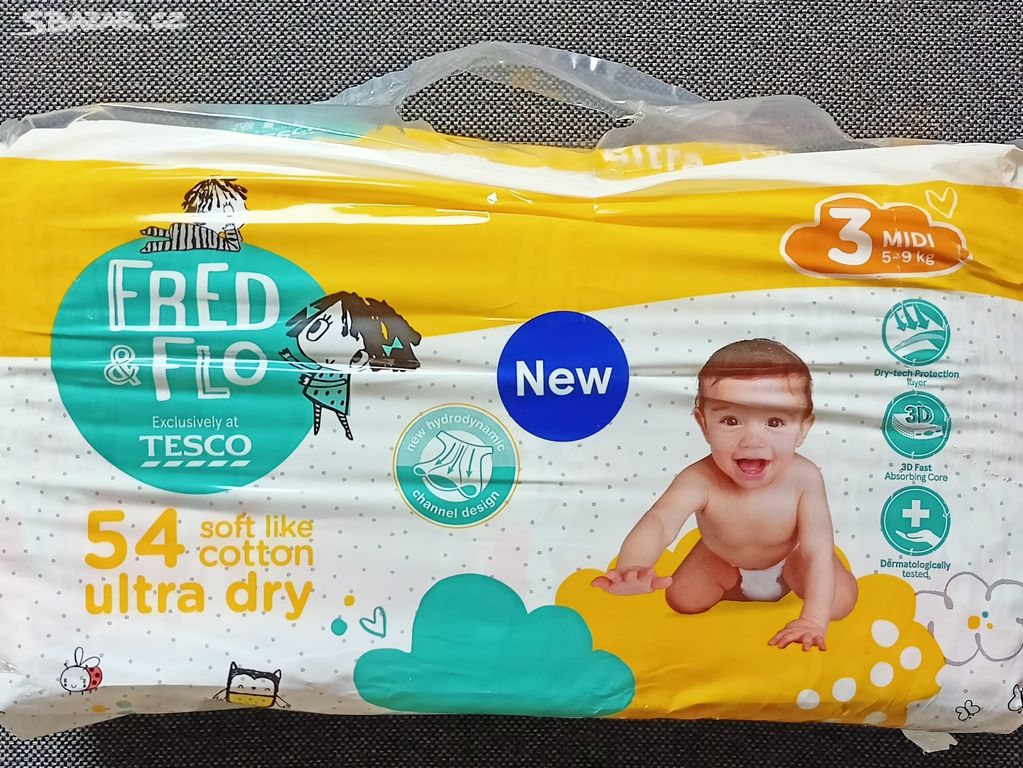 SBAZAR.cz
ultra
3 MIDI
5-9 kg
FRED
& FLO
Exclusively at
TESCO
New
new hydrodynamic
channel design
Dry-tech Protection
layer
3D
3D Fast
Absorbing Core
Dermatologically
tested
54 soft like
cotton
ultra dry